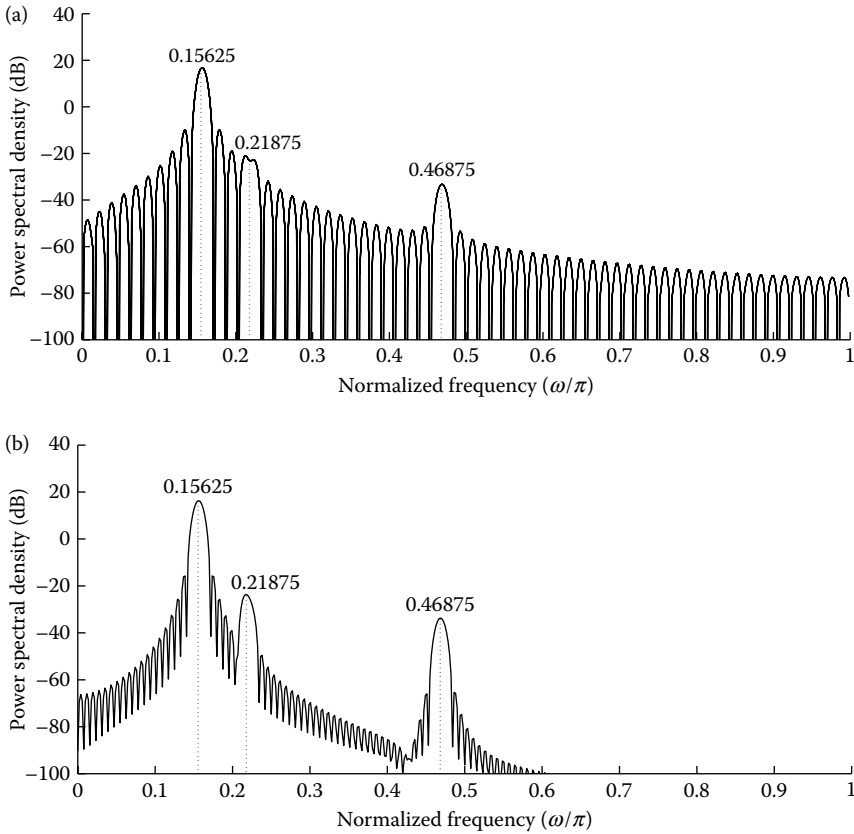 (a)
40
20
0
−20
−40
−60
−80
−100
Power spectral density (dB)
0.15625
0.21875
0.46875
0 0.1 0.2 0.3 0.4 0.5 0.6 0.7 0.8 0.9 1
Normalized frequency (ω/π)
(b)
40
20
0
−20
−40
−60
−80
−100
Power spectral density (dB)
0.15625
0.21875
0.46875
0 0.1 0.2 0.3 0.4 0.5 0.6 0.7 0.8 0.9 1
Normalized frequency (ω/π)